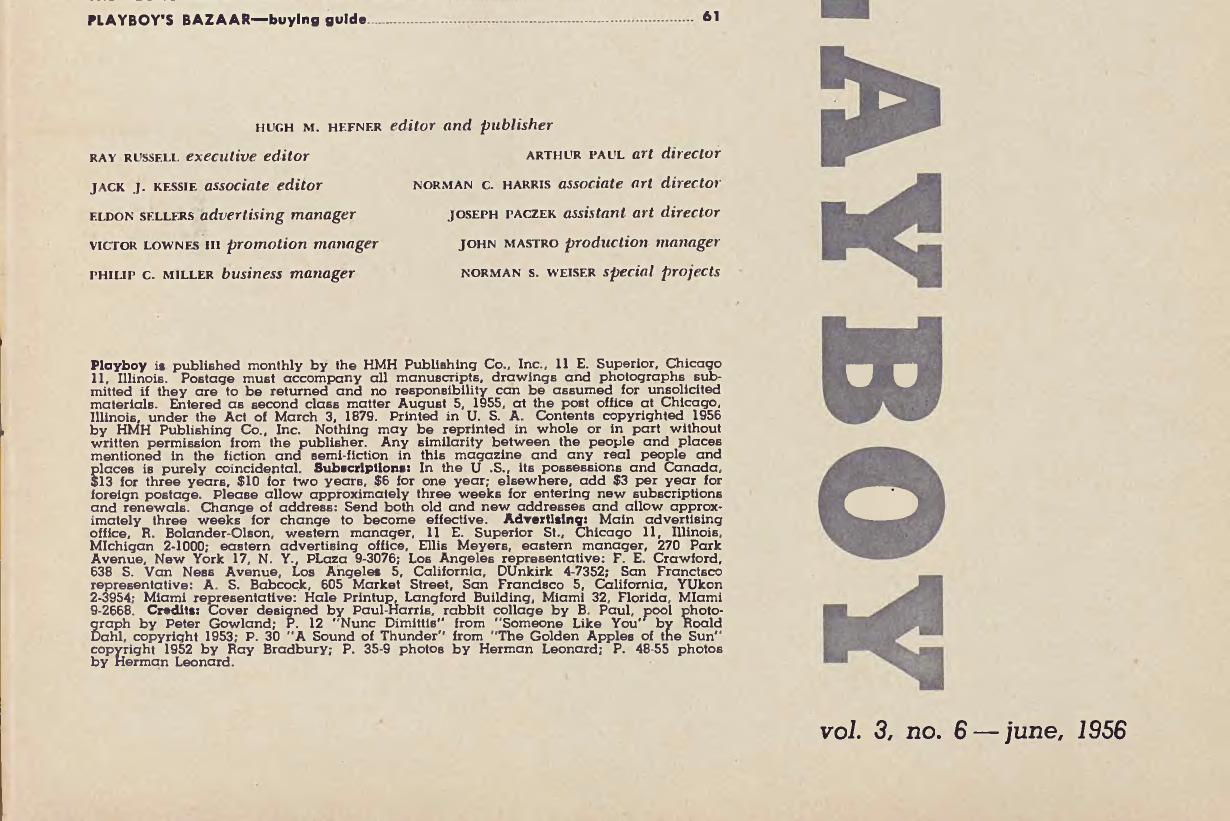 PLAYBOY'S BAZAAR—buying guide 61
HUGH M. HEFNER editor and publisher
RAY RUSSELL executive editor
ARTHUR PAUL art director
JACK J. KESSIE associate editor
NORMAN C. HARRIS associate art director
ELDON SELLERS advertising manager
JOSEPH PACZEK assistant art director
VICTOR LOWNES III promotion manager
JOHN MASTRO production manager
PHILIP C. MILLER business manager
NORMAN S. WEISER special projects
Playboy is published monthly by the HMH Publishing Co., Inc., 11 E. Superior, Chicago
11, Illinois. Postage must accompany all manuscripts, drawings and photographs sub-
mitted if they are to be returned and no responsibility can be assumed for unsolicited
materials. Entered as second class matter August 5, 1955, at the post office at Chicago,
Illinois, under the Act of March 3, 1879. Printed in U. S. A. Contents copyrighted 1956
by HMH Publishing Co., Inc. Nothing may be reprinted in whole or in part without
written permission from the publisher. Any similarity between the people and places
mentioned in the fiction and semi-fiction in this magazine and any real people and
places is purely coincidental. Subscriptions: In the U .S., its possessions and Canada,
$13 for three years, $10 for two years, $6 for one year; elsewhere, add $3 per year for
foreign postage. Please allow approximately three weeks for entering new subscriptions
and renewals. Change of address: Send both old and new addresses and allow approx-
imately three weeks for change to become effective. Advertising: Main advertising
office, R. Bolander-Olson, western manager, 11 E. Superior St., Chicago 11, Illinois,
MIchigan 2-1000; eastern advertising office, Ellis Meyers, eastern manager, 270 Park
Avenue, New York 17, N. Y., PLaza 9-3076; Los Angeles representative: F. E. Crawford,
638 S. Van Ness Avenue, Los Angeles 5, California, DUnkirk 4-7352; San Francisco
representative: A. S. Babcock, 605 Market Street, San Francisco 5, California, YUkon
2-3954; Miami representative: Hale Printup, Langford Building, Miami 32, Florida, MIami
9-2668. Credits: Cover designed by Paul-Harris, rabbit collage by B. Paul, pool photo-
graph by Peter Gowland; P. 12 "Nunc Dimittis" from "Someone Like You" by Roald
Dahl, copyright 1953; P. 30 "A Sound of Thunder" from "The Golden Apples of the Sun"
copyright 1952 by Ray Bradbury; P. 35-9 photos by Herman Leonard; P. 48-55 photos
by Herman Leonard.
LAYBOY
vol. 3, no. 6 — june, 1956